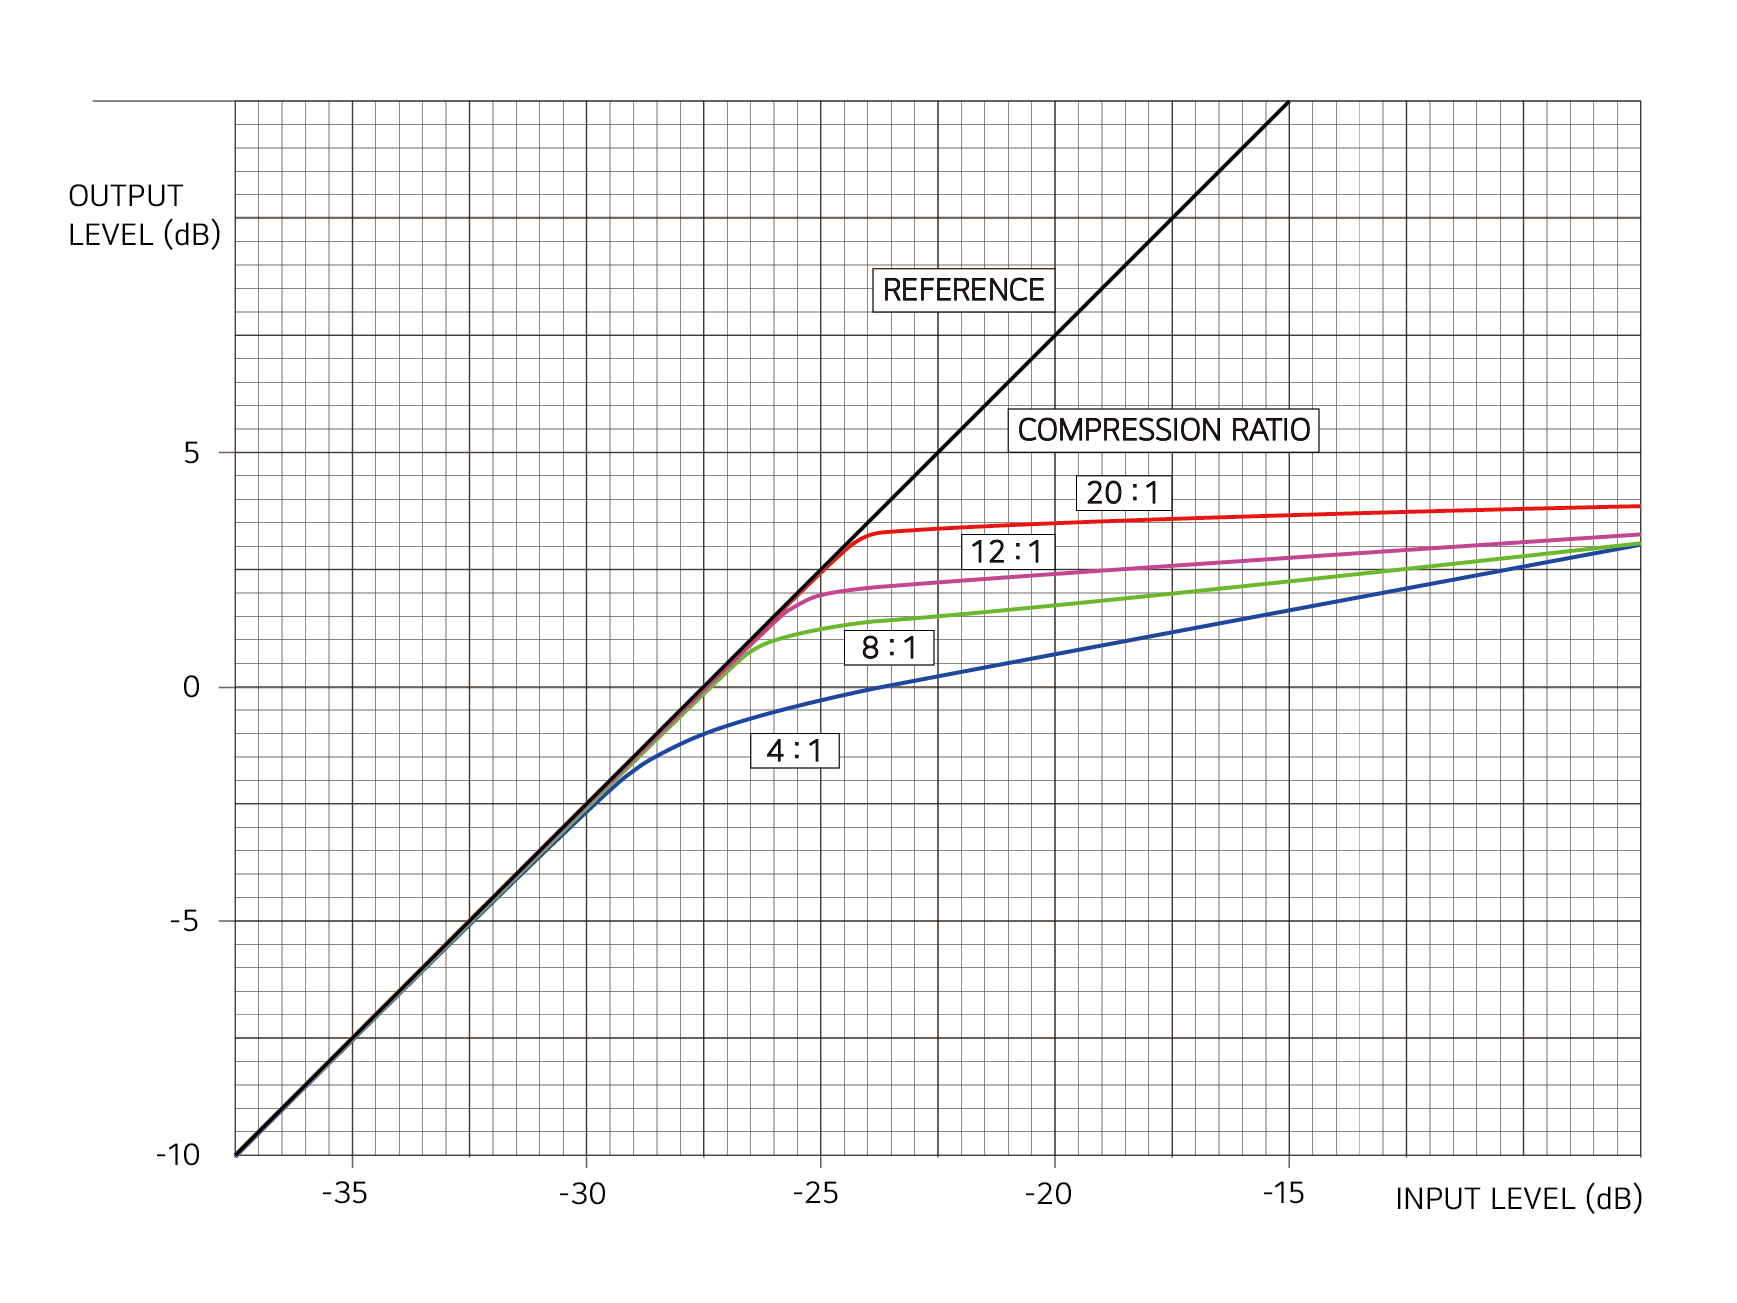 OUTPUT
LEVEL (dB)
REFERENCE
COMPRESSION RATIO
5
20 : 1
12 : 1
8 : 1
0
4 : 1
-5
-10
-35
-30
-25
-20
-15
INPUT LEVEL (dB)